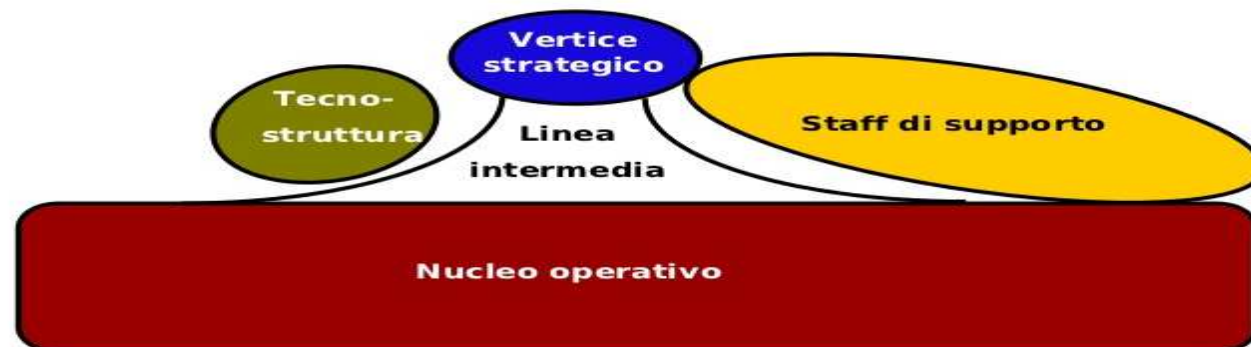 Vertice
strategico
Tecno-
struttura
Linea
intermedia
Staff di supporto
Nucleo operativo